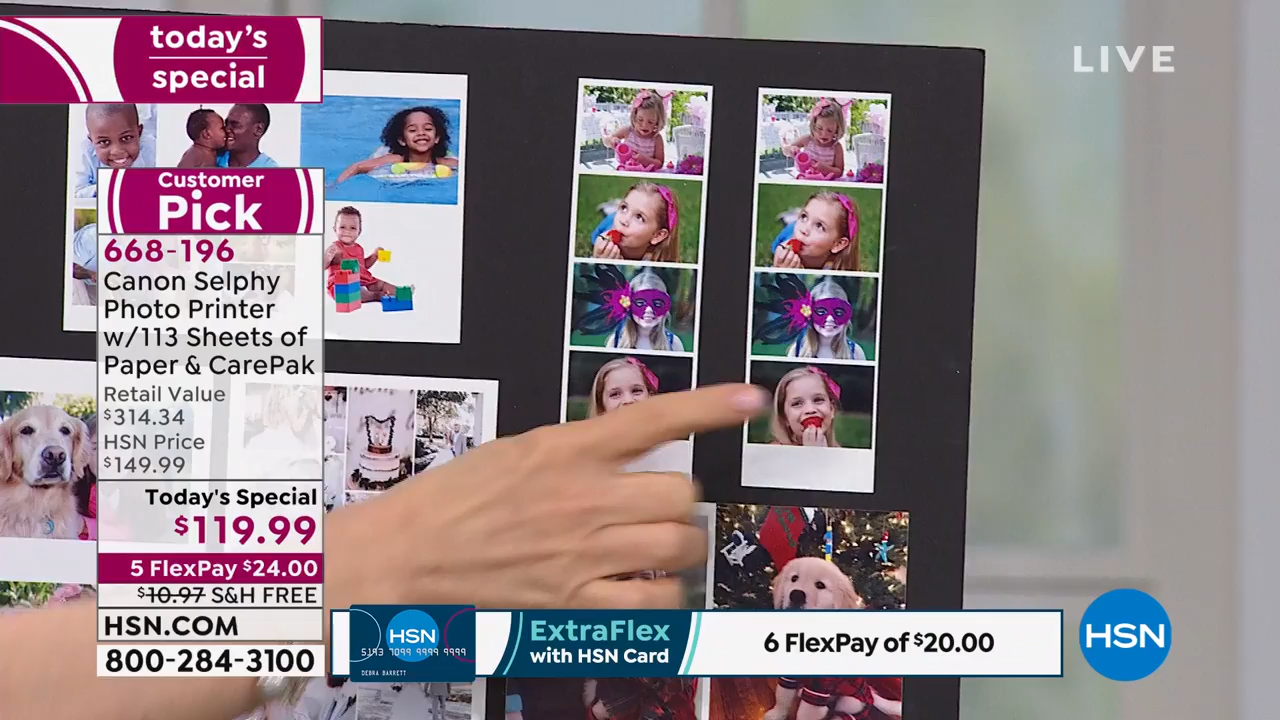 today's
special
LIVE
Customer
Pick
668-196
Canon Selphy
Photo Printer
w/113 Sheets of
Paper & CarePak
Retail Value
$314.34
HSN Price
$149.99
Today's Special
$119.99
5 FlexPay $24.00
$10.97 S&H FREE
HSN.COM
800-284-3100
HSN
5193 7099 9999 9999
DEBRA BARRETT
ExtraFlex
with HSN Card
6 FlexPay of $20.00
HSN